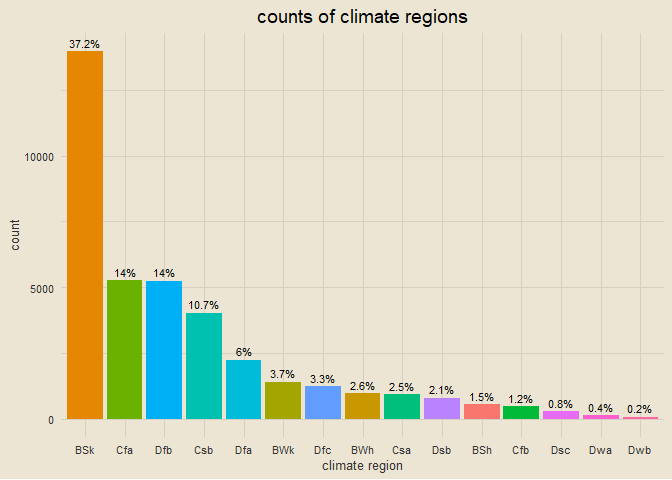 counts of climate regions
37.2%
14% 14%
10.7%
6%
3.7% 3.3% 2.6% 2.5% 2.1% 1.5% 1.2% 0.8% 0.4% 0.2%
10000
5000
0
count
BSk Cfa Dfb Csb Dfa BWk Dfc BWh Csa Dsb BSh Cfb Dsc Dwa Dwb
climate region